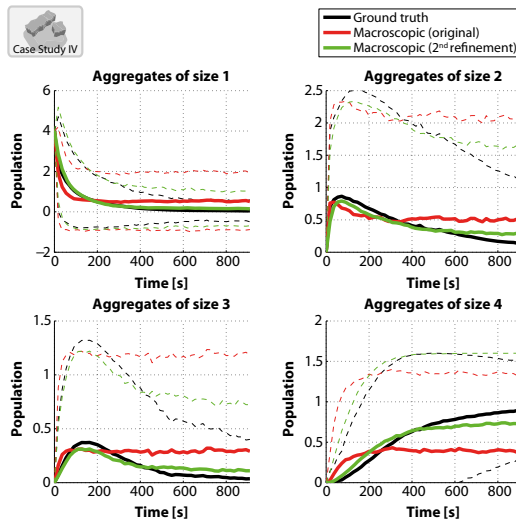 Case Study IV
Ground truth
Macroscopic (original)
Macroscopic (2nd refinement)
Aggregates of size 1
Population
6
4
2
0
−2
0 200 400 600 800
Time [s]
Aggregates of size 2
Population
2.5
2
1.5
1
0.5
0
0 200 400 600 800
Time [s]
Aggregates of size 3
Population
1.5
1
0.5
0
0 200 400 600 800
Time [s]
Aggregates of size 4
Population
2
1.5
1
0.5
0
0 200 400 600 800
Time [s]